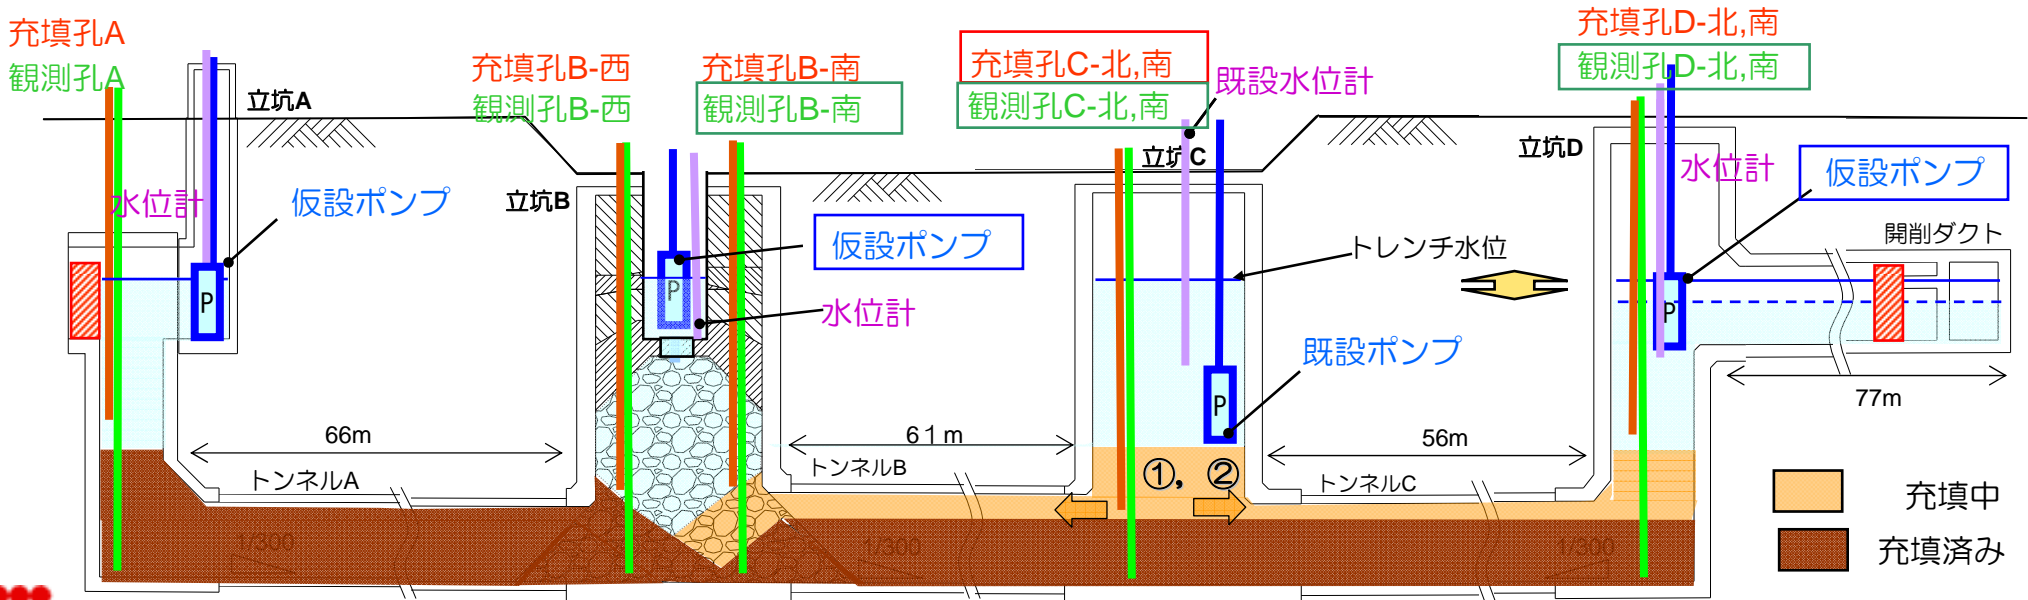 充填孔A
観測孔A
立坑A
水位計
仮設ポンプ
P
充填孔B-西
観測孔B-西
充填孔B-南
観測孔B-南
立坑B
仮設ポンプ
P
水位計
充填孔C-北,南
観測孔C-北,南
既設水位計
立坑C
トレンチ水位
既設ポンプ
P
充填孔D-北,南
観測孔D-北,南
立坑D
水位計
仮設ポンプ
P
開削ダクト
77m
66m
61m
56m
トンネルA
トンネルB
トンネルC
①, ②
1/300
1/300
1/300
充填中
充填済み